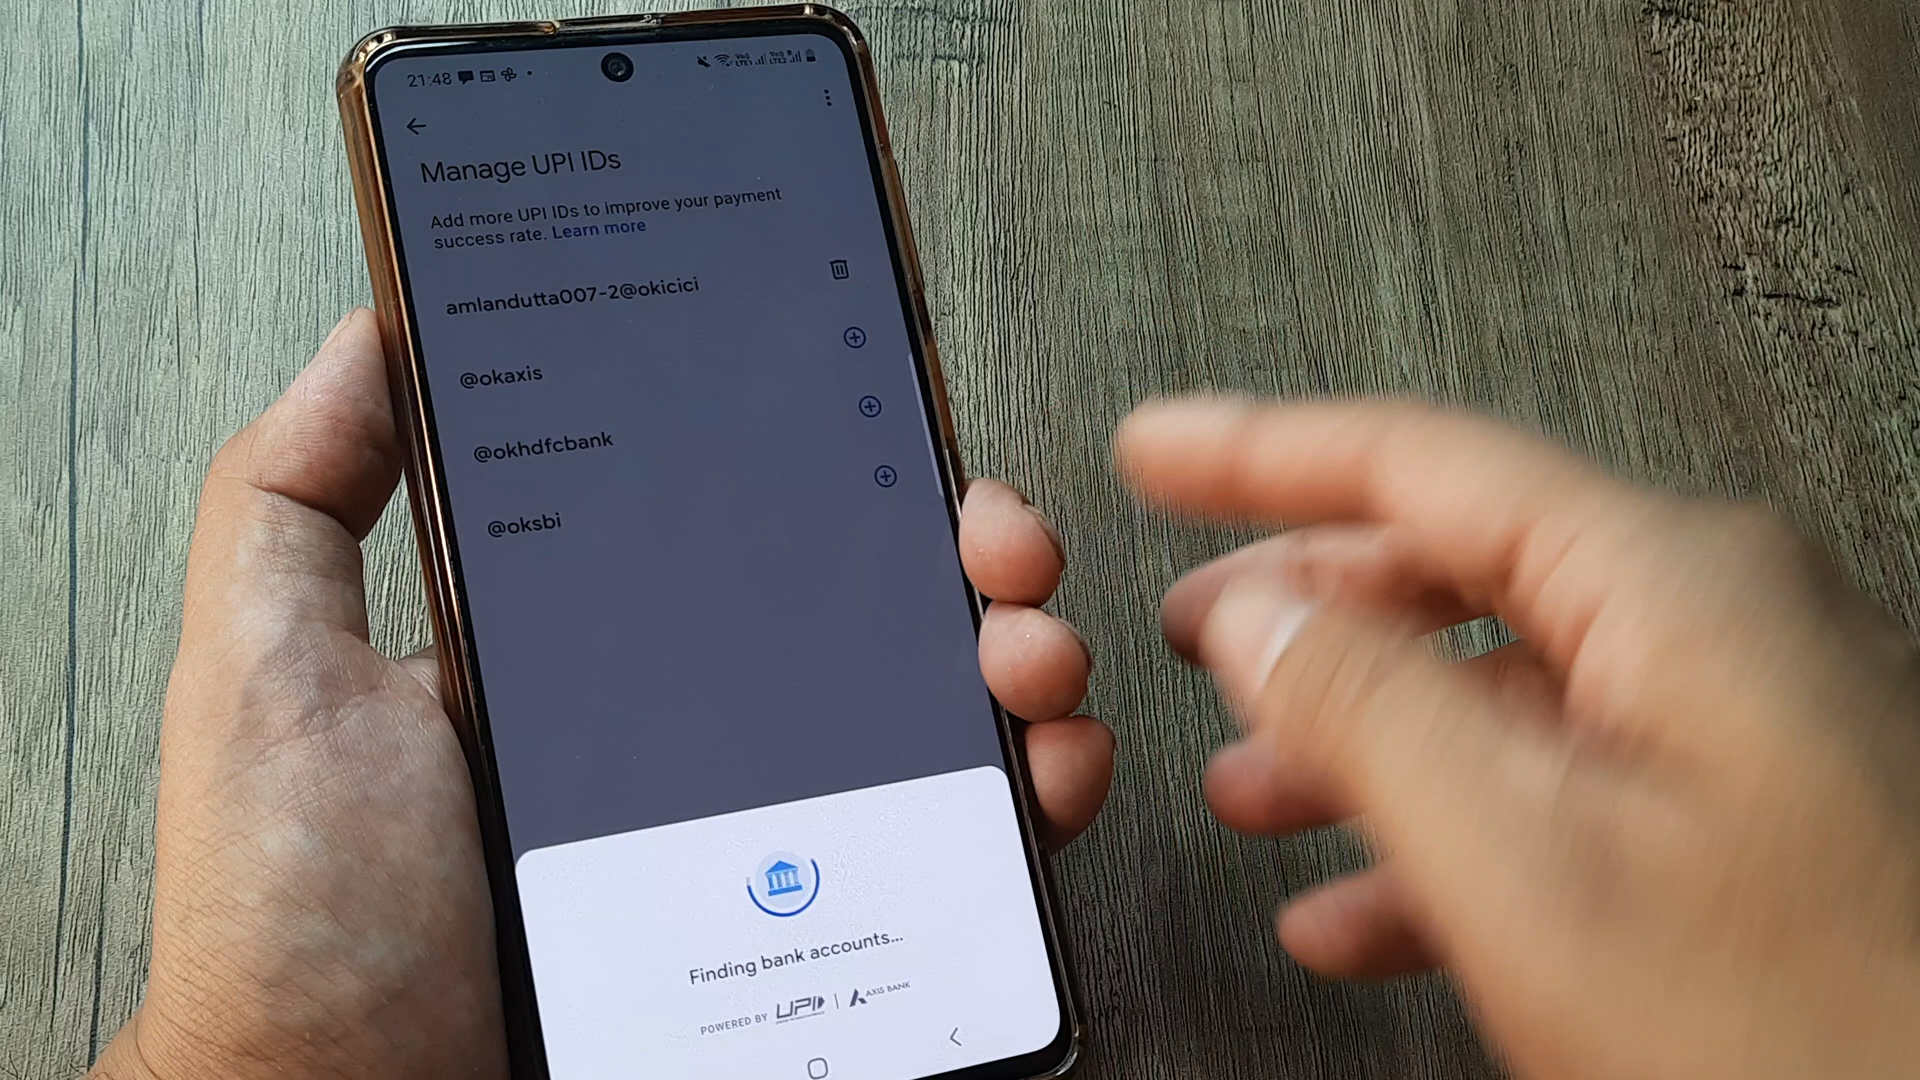 21:48
Manage UPI IDs
Add more UPI IDs to improve your payment
success rate. Learn more
amlandutta007-2@okicici
@okaxis
@okhdfcbank
@oksbi
Finding bank accounts...
POWERED BY UPI | AXIS BANK